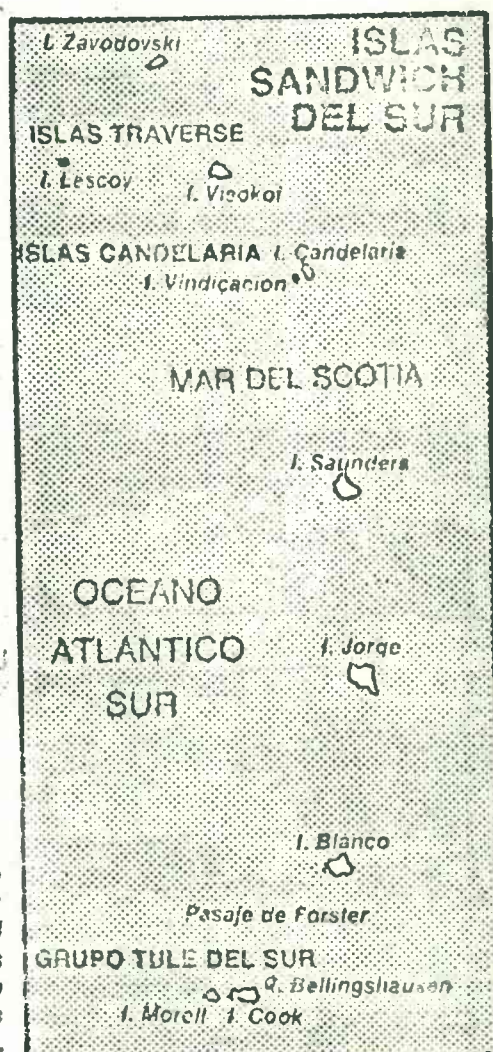 I. Zavodovski
ISLAS
SANDWICH
DEL SUR
ISLAS TRAVERSE
I. Lescov
I. Visokoi
ISLAS CANDELARIA
I. Candelaria
I. Vindicacion
MAR DEL SCOTIA
I. Saunders
OCEANO
ATLANTICO
SUR
I. Jorge
I. Blanco
Pasaje de Forster
GRUPO TULE DEL SUR
Bellingshausen
I. Morell I. Cook